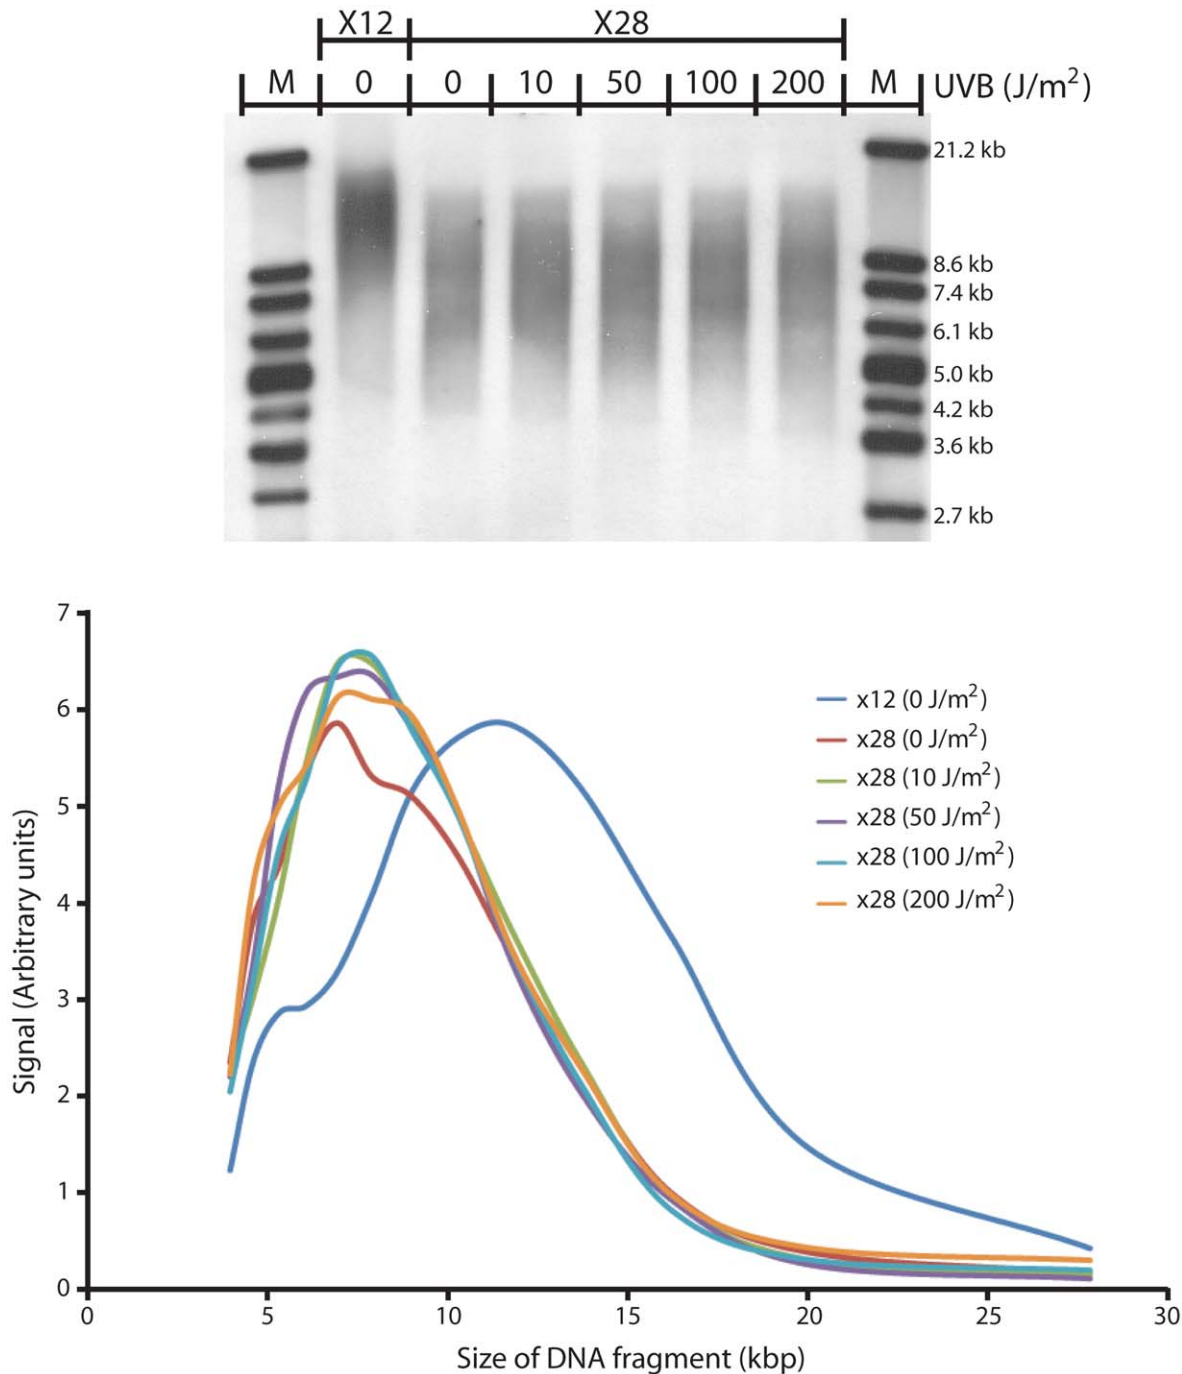 X12 X28
M 0 0 10 50 100 200 M UVB (J/m²)
21.2 kb
8.6 kb
7.4 kb
6.1 kb
5.0 kb
4.2 kb
3.6 kb
2.7 kb
7
6
5
4
3
2
1
0
Signal (Arbitrary units)
x12 (0 J/m²)
x28 (0 J/m²)
x28 (10 J/m²)
x28 (50 J/m²)
x28 (100 J/m²)
x28 (200 J/m²)
0 5 10 15 20 25 30
Size of DNA fragment (kbp)